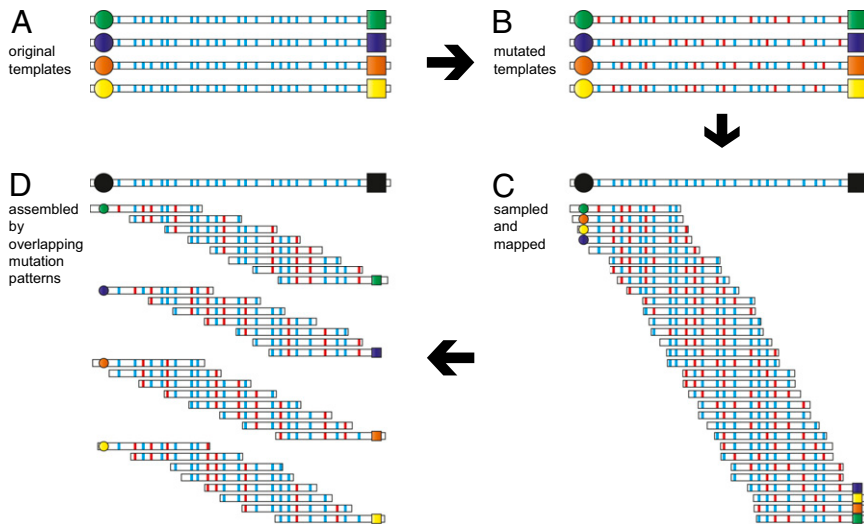 A
original
templates
B
mutated
templates
D
assembled
by
overlapping
mutation
patterns
C
sampled
and
mapped